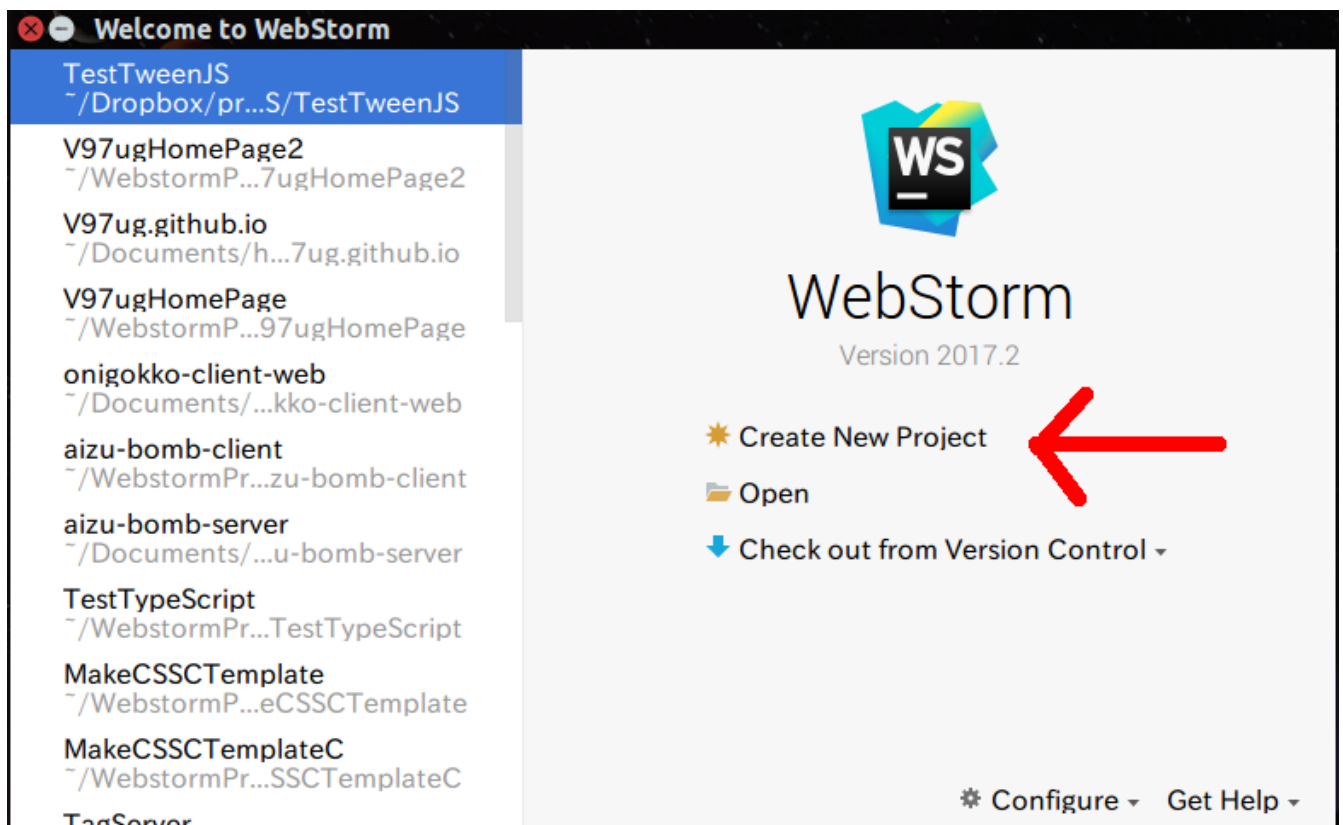 Welcome to WebStorm
TestTweenJS
~/Dropbox/pr...S/TestTweenJS
V97ugHomePage2
~/WebstormP...7ugHomePage2
V97ug.github.io
~/Documents/h...7ug.github.io
V97ugHomePage
~/WebstormP...97ugHomePage
onigokko-client-web
~/Documents/...kko-client-web
aizu-bomb-client
~/WebstormPr...zu-bomb-client
aizu-bomb-server
~/Documents/...u-bomb-server
TestTypeScript
~/WebstormPr...TestTypeScript
MakeCSSCTemplate
~/WebstormP...eCSSCTemplate
MakeCSSCTemplateC
~/WebstormPr...SSCTemplateC
TagServer
WS
WebStorm
Version 2017.2
Create New Project
Open
Check out from Version Control
Configure Get Help